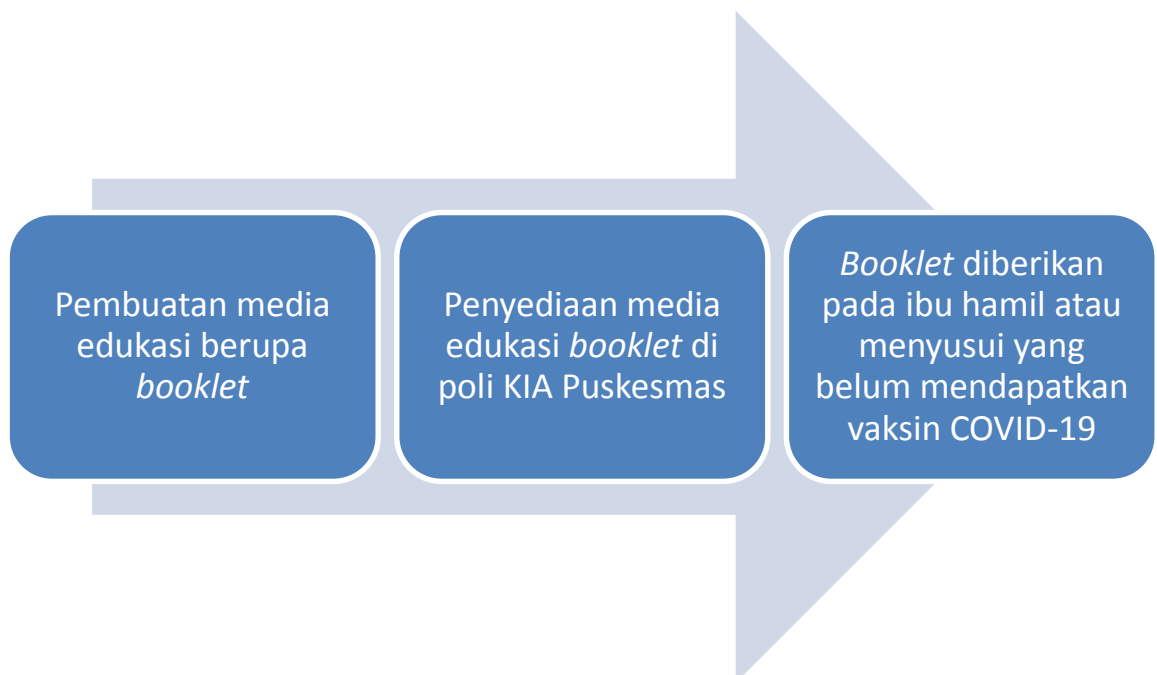 Pembuatan media
edukasi berupa
booklet
Penyediaan media
edukasi booklet di
poli KIA Puskesmas
Booklet diberikan
pada ibu hamil atau
menyusui yang
belum mendapatkan
vaksin COVID-19